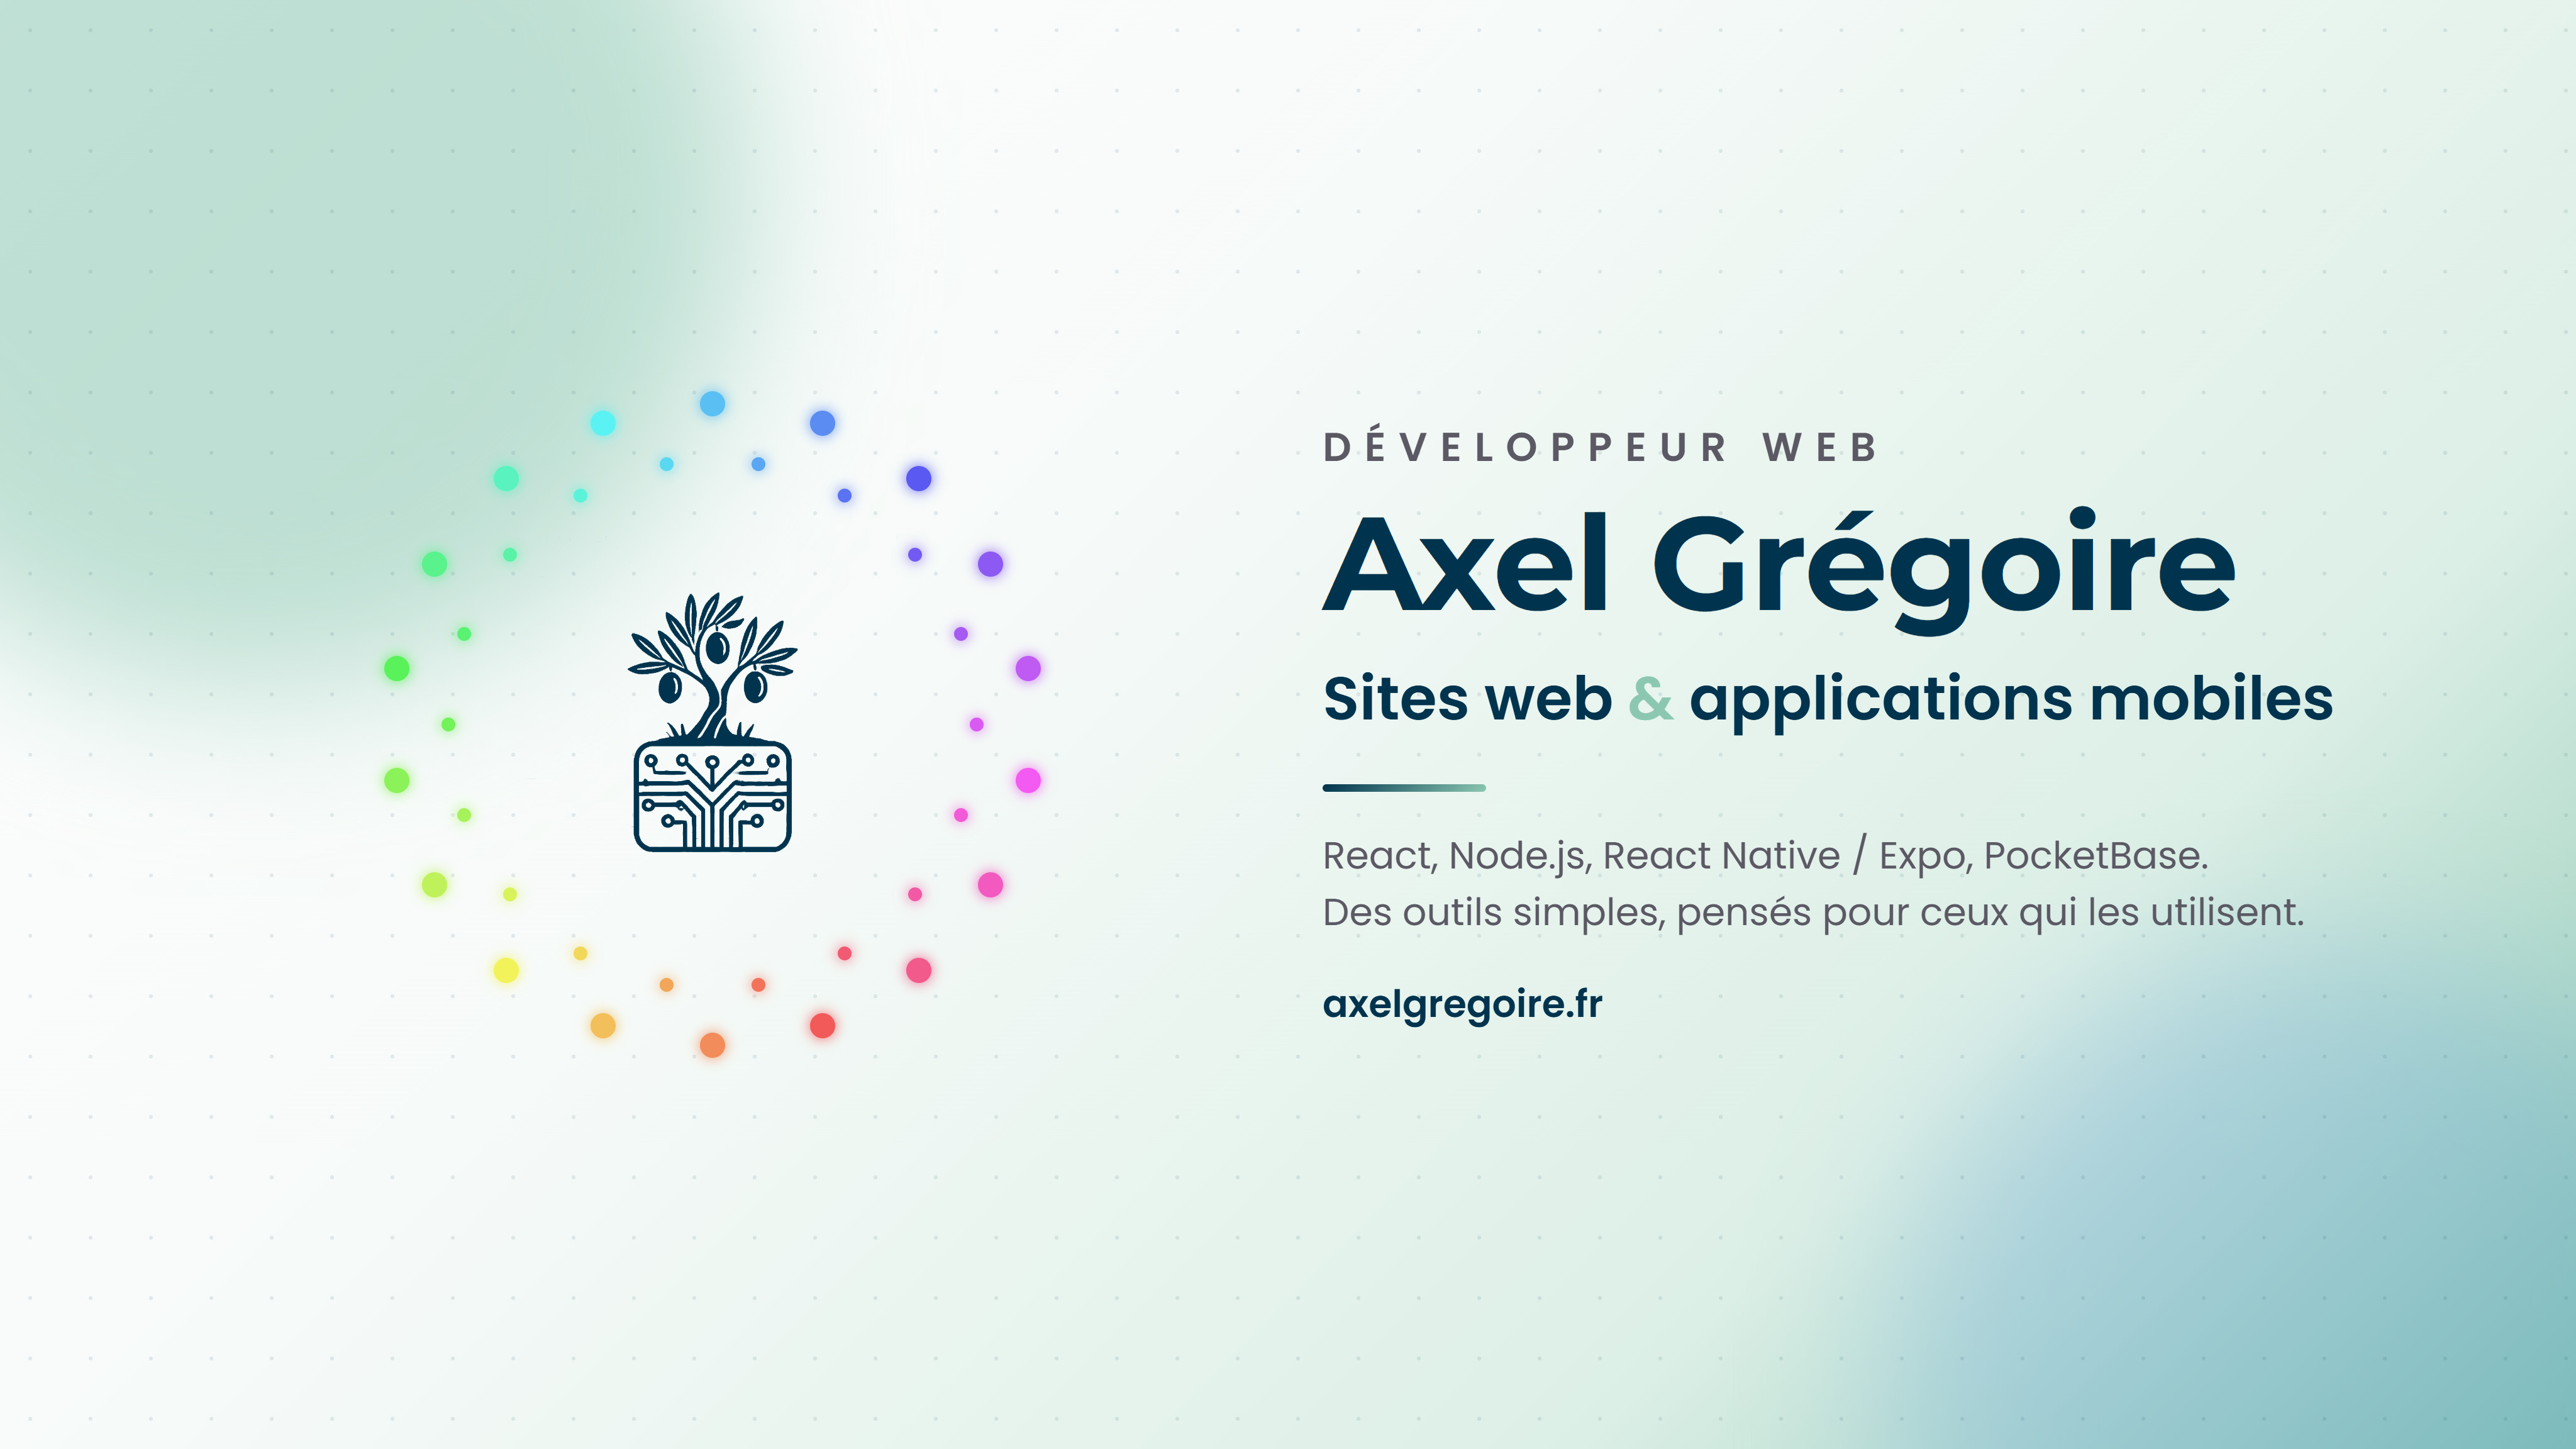 DÉVELOPPEUR WEB
Axel Grégoire
Sites web & applications mobiles
React, Node.js, React Native / Expo, PocketBase.
Des outils simples, pensés pour ceux qui les utilisent.
axelgregoire.fr